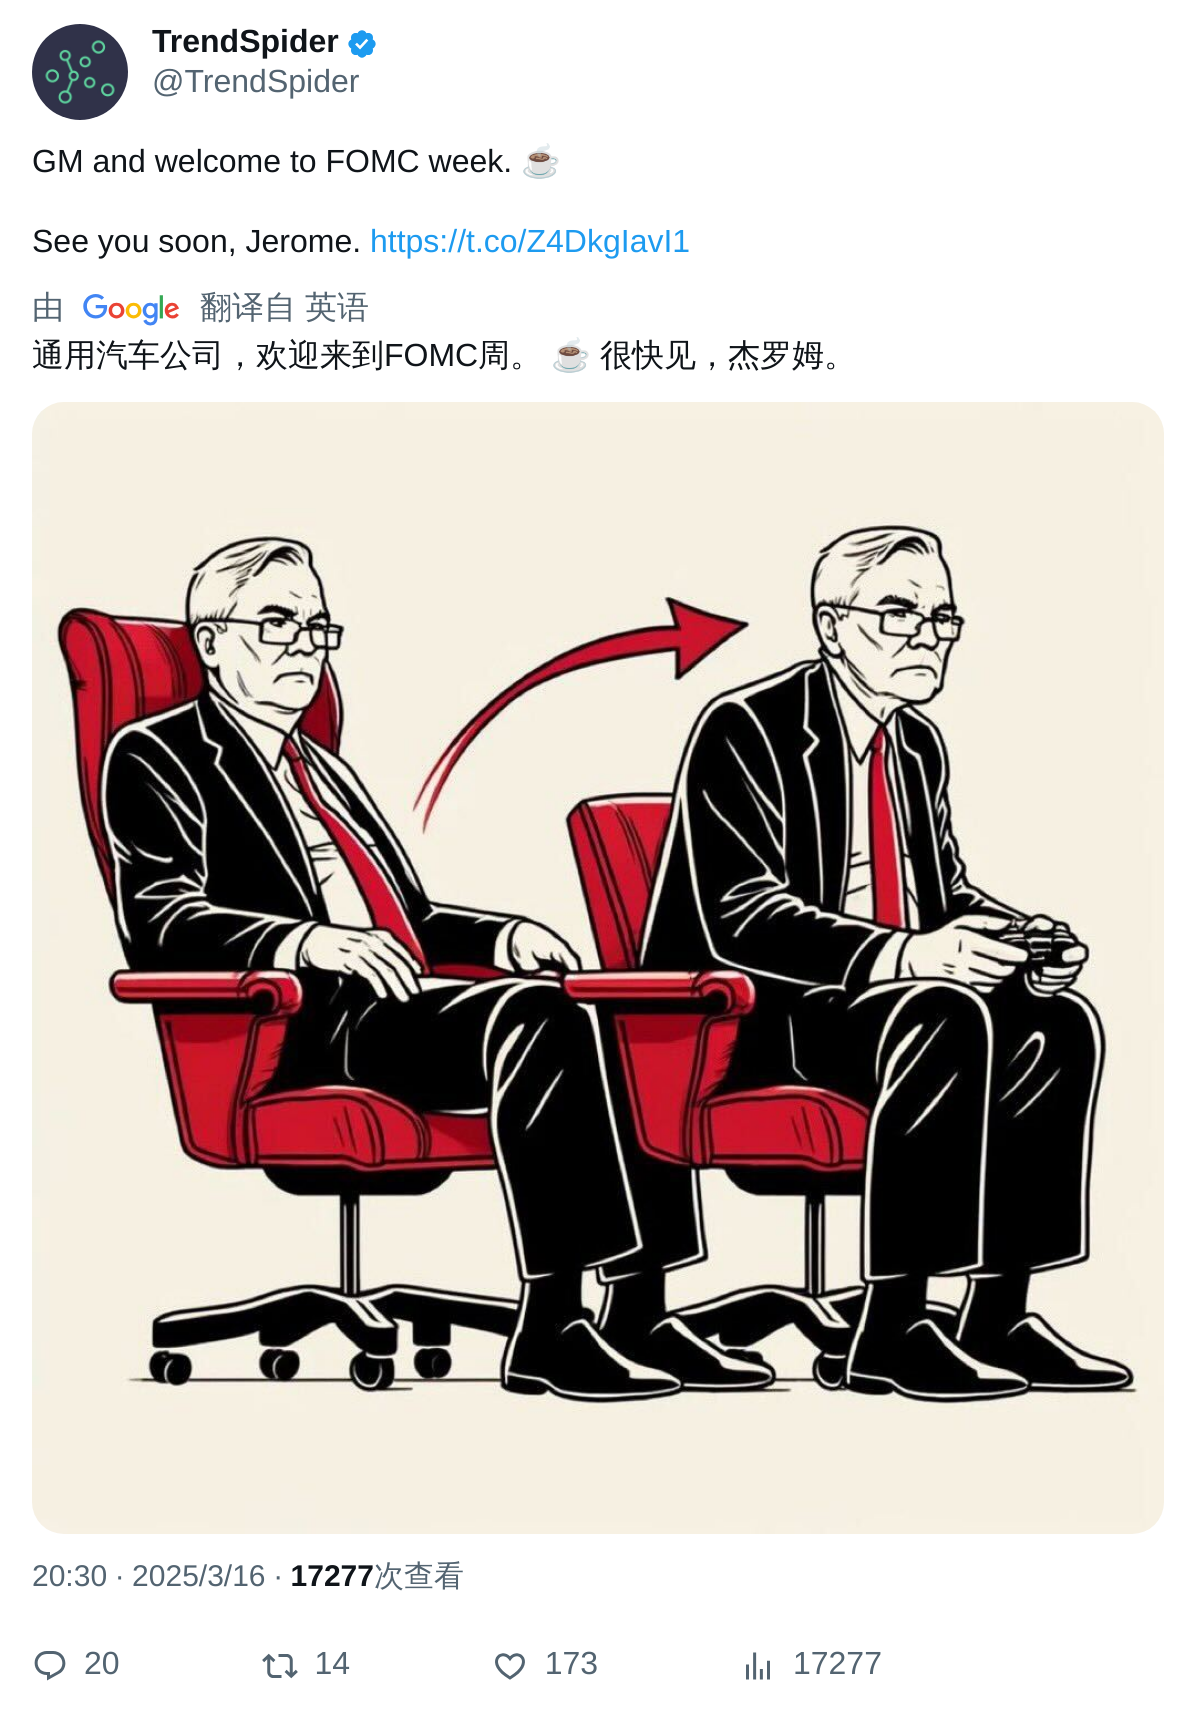 TrendSpider
@TrendSpider
GM and welcome to FOMC week. ☕
See you soon, Jerome. https://t.co/Z4DkgIavI1
由 Google 翻译自 英语
通用汽车公司，欢迎来到FOMC周。 ☕ 很快见，杰罗姆。
20:30 · 2025/3/16 · 17277次查看
20 14 173 17277